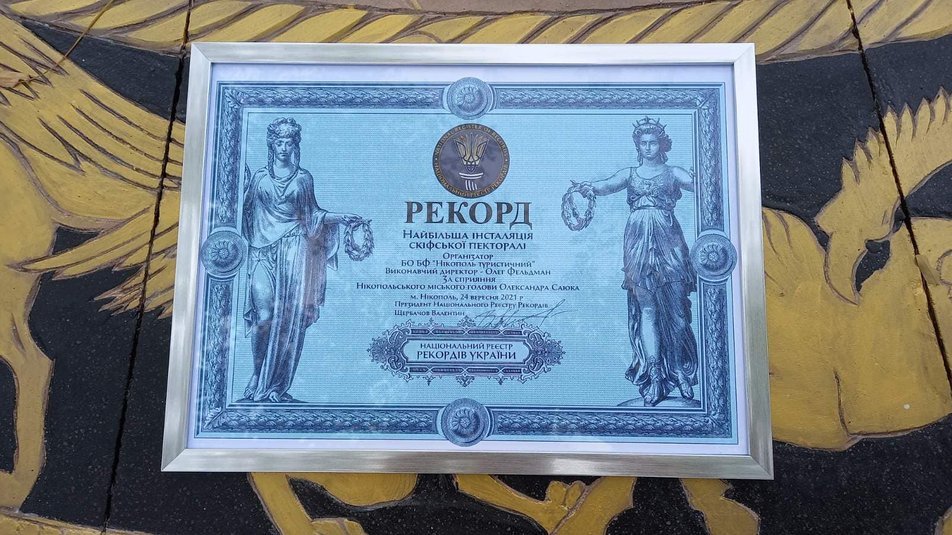 РЕКОРД
НАЙБІЛЬША ІНСТАЛЯЦІЯ
СКІФСЬКОЇ ПЕКТОРАЛІ
ОРГАНІЗАТОР
БО БФ "НІКОПОЛЬ ТУРИСТИЧНИЙ"
ВИКОНАВЧИЙ ДИРЕКТОР - ОЛЕГ ФЕЛЬДМАН
ЗА СПРИЯННЯ
НІКОПОЛЬСЬКОГО МІСЬКОГО ГОЛОВИ ОЛЕКСАНДРА САЮКА
м. НІКОПОЛЬ, 24 ВЕРЕСНЯ 2021 р
ПРЕЗИДЕНТ НАЦІОНАЛЬНОГО РЕЄСТРУ РЕКОРДІВ
ЩЕРБАЧОВ ВАЛЕНТИН
НАЦІОНАЛЬНИЙ РЕЄСТР
РЕКОРДІВ УКРАЇНИ